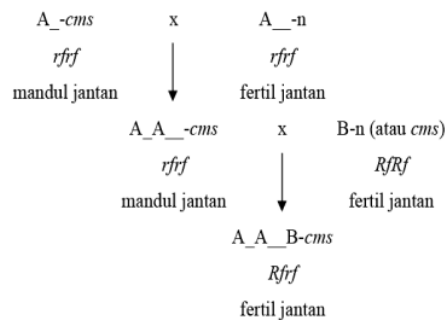 A_-cms x A__-n
rfrf rfrf
mandul jantan fertil jantan
A_A__-cms x B-n (atau cms)
rfrf RfRf
mandul jantan fertil jantan
A_A__B-cms
Rfrf
fertil jantan